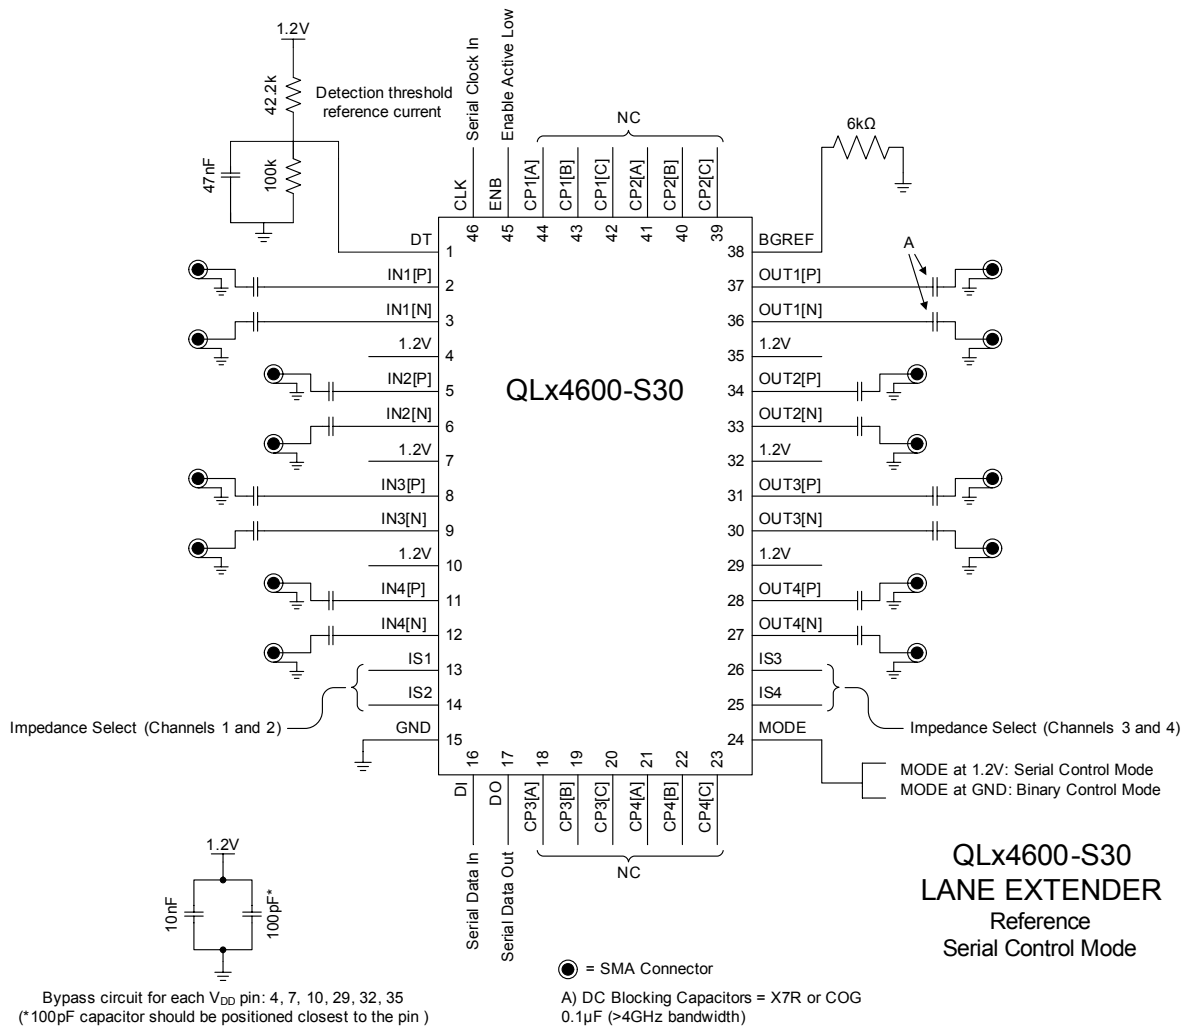 1.2V
42.2k
Detection threshold
reference current
47nF
100k
Serial Clock In
Enable Active Low
NC
6kΩ
CLK
ENB
CP1[A]
CP1[B]
CP1[C]
CP2[A]
CP2[B]
CP2[C]
46
45
44
43
42
41
40
39
DT
1
38
BGREF
A
IN1[P]
2
37
OUT1[P]
IN1[N]
3
36
OUT1[N]
1.2V
4
35
1.2V
IN2[P]
5
34
OUT2[P]
QLx4600-S30
IN2[N]
6
33
OUT2[N]
1.2V
7
32
1.2V
IN3[P]
8
31
OUT3[P]
IN3[N]
9
30
OUT3[N]
1.2V
10
29
1.2V
IN4[P]
11
28
OUT4[P]
IN4[N]
12
27
OUT4[N]
IS1
13
26
IS3
IS2
14
25
IS4
Impedance Select (Channels 1 and 2)
Impedance Select (Channels 3 and 4)
GND
15
24
MODE
16
17
18
19
20
21
22
23
MODE at 1.2V: Serial Control Mode
MODE at GND: Binary Control Mode
DI
DO
CP3[A]
CP3[B]
CP3[C]
CP4[A]
CP4[B]
CP4[C]
Serial Data In
Serial Data Out
NC
1.2V
10nF
100pF*
QLx4600-S30
LANE EXTENDER
Reference
Serial Control Mode
= SMA Connector
Bypass circuit for each VDD pin: 4, 7, 10, 29, 32, 35
(*100pF capacitor should be positioned closest to the pin )
A) DC Blocking Capacitors = X7R or COG
0.1µF (>4GHz bandwidth)